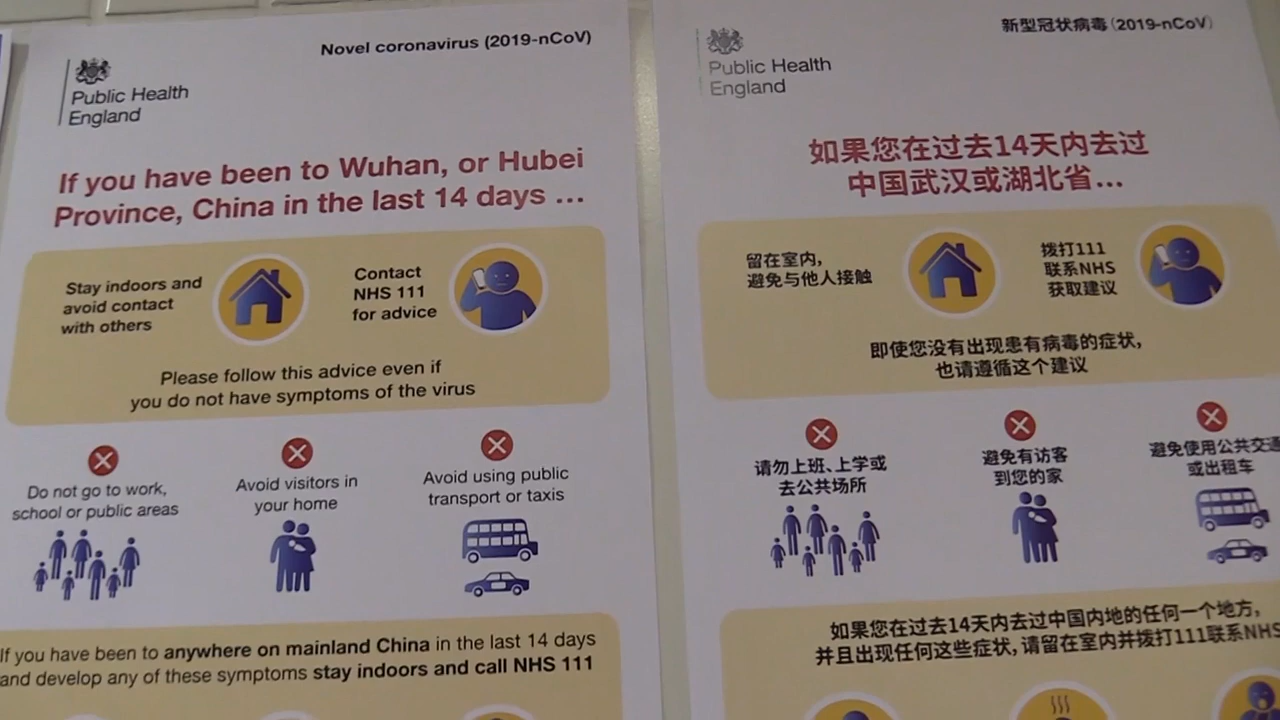 Novel coronavirus (2019-nCoV)
Public Health
England
If you have been to Wuhan, or Hubei
Province, China in the last 14 days ...
Stay indoors and
avoid contact
with others
Contact
NHS 111
for advice
Please follow this advice even if
you do not have symptoms of the virus
Do not go to work,
school or public areas
Avoid visitors in
your home
Avoid using public
transport or taxis
If you have been to anywhere on mainland China in the last 14 days
and develop any of these symptoms stay indoors and call NHS 111
新型冠状病毒（2019-nCoV）
Public Health
England
如果您在过去14天内去过
中国武汉或湖北省...
留在室内，
避免与他人接触
拨打111
联系NHS
获取建议
即使您没有出现患有病毒的症状，
也请遵循这个建议
请勿上班、上学或
去公共场所
避免有访客
到您的家
避免使用公共交通
或出租车
如果您在过去14天内去过中国内地的任何一个地方，
并且出现任何这些症状，请留在室内并拨打111联系NHS